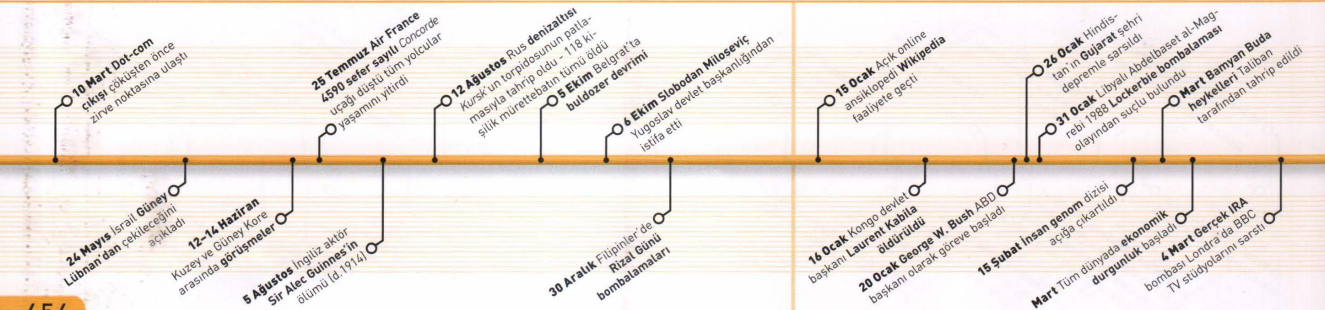 10 Mart Dot-com
çıkışı çöküşten önce
zirve noktasına ulaştı
24 Mayıs İsrail Güney
Lübnan'dan çekileceğini
açıkladı
12–14 Haziran
Kuzey ve Güney Kore
arasında görüşmeler
25 Temmuz Air France
4590 sefer sayılı Concorde
uçağı düştü tüm yolcular
yaşamını yitirdi
5 Ağustos İngiliz aktör
Sir Alec Guinnes'in
ölümü (d.1914)
12 Ağustos Rus denizaltısı
Kursk'un torpidosunun patla-
masıyla tahrip oldu - 118 ki-
şilik mürettebatın tümü öldü
5 Ekim Belgrat'ta
buldozer devrimi
6 Ekim Slobodan Miloseviç
Yugoslav devlet başkanlığından
istifa etti
30 Aralık Filipinler'de
Rizal Günü
bombalamaları
15 Ocak Açık online
ansiklopedi Wikipedia
faaliyete geçti
16 Ocak Kongo devlet
başkanı Laurent Kabila
öldürüldü
20 Ocak George W. Bush ABD
başkanı olarak göreve başladı
26 Ocak Hindis-
tan'ın Gujarat şehri
depremle sarsıldı
31 Ocak Libyalı Abdelbaset al-Mag-
rebi 1988 Lockerbie bombalaması
olayından suçlu bulundu
15 Şubat İnsan genom dizisi
açığa çıkartıldı
Mart Bamyan Buda
heykelleri Taliban
tarafından tahrip edildi
Mart Tüm dünyada ekonomik
durgunluk başladı
4 Mart Gerçek IRA
bombası Londra'da BBC
TV stüdyolarını sarstı